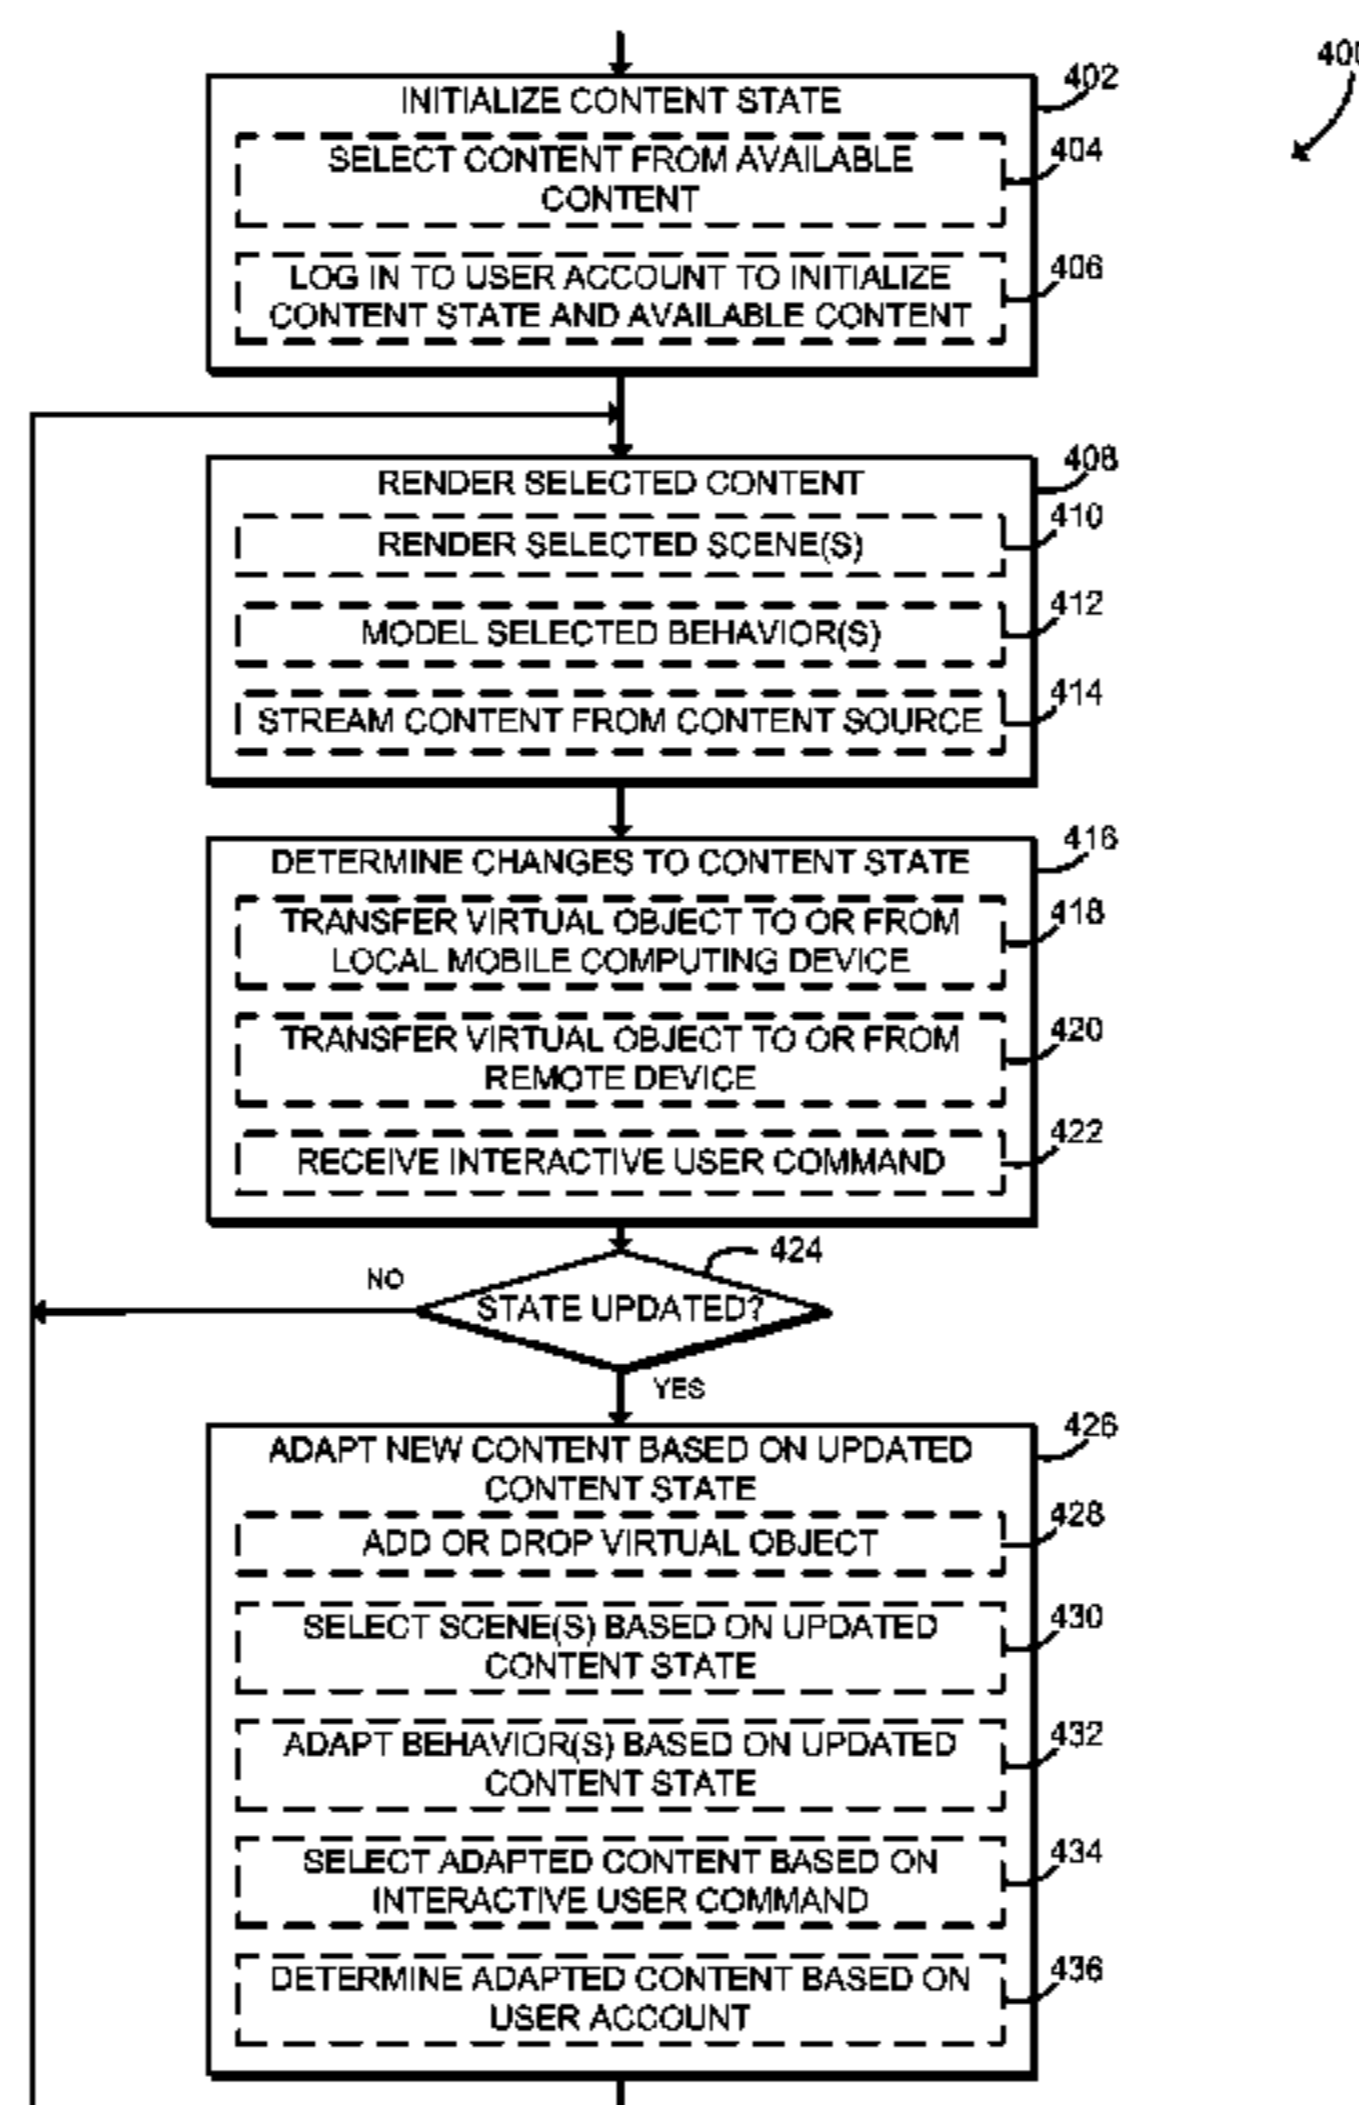 400
INITIALIZE CONTENT STATE
402
SELECT CONTENT FROM AVAILABLE
CONTENT
404
LOG IN TO USER ACCOUNT TO INITIALIZE
CONTENT STATE AND AVAILABLE CONTENT
406
RENDER SELECTED CONTENT
408
RENDER SELECTED SCENE(S)
410
MODEL SELECTED BEHAVIOR(S)
412
STREAM CONTENT FROM CONTENT SOURCE
414
DETERMINE CHANGES TO CONTENT STATE
416
TRANSFER VIRTUAL OBJECT TO OR FROM
LOCAL MOBILE COMPUTING DEVICE
418
TRANSFER VIRTUAL OBJECT TO OR FROM
REMOTE DEVICE
420
RECEIVE INTERACTIVE USER COMMAND
422
424
NO
STATE UPDATED?
YES
ADAPT NEW CONTENT BASED ON UPDATED
CONTENT STATE
426
ADD OR DROP VIRTUAL OBJECT
428
SELECT SCENE(S) BASED ON UPDATED
CONTENT STATE
430
ADAPT BEHAVIOR(S) BASED ON UPDATED
CONTENT STATE
432
SELECT ADAPTED CONTENT BASED ON
INTERACTIVE USER COMMAND
434
DETERMINE ADAPTED CONTENT BASED ON
USER ACCOUNT
436